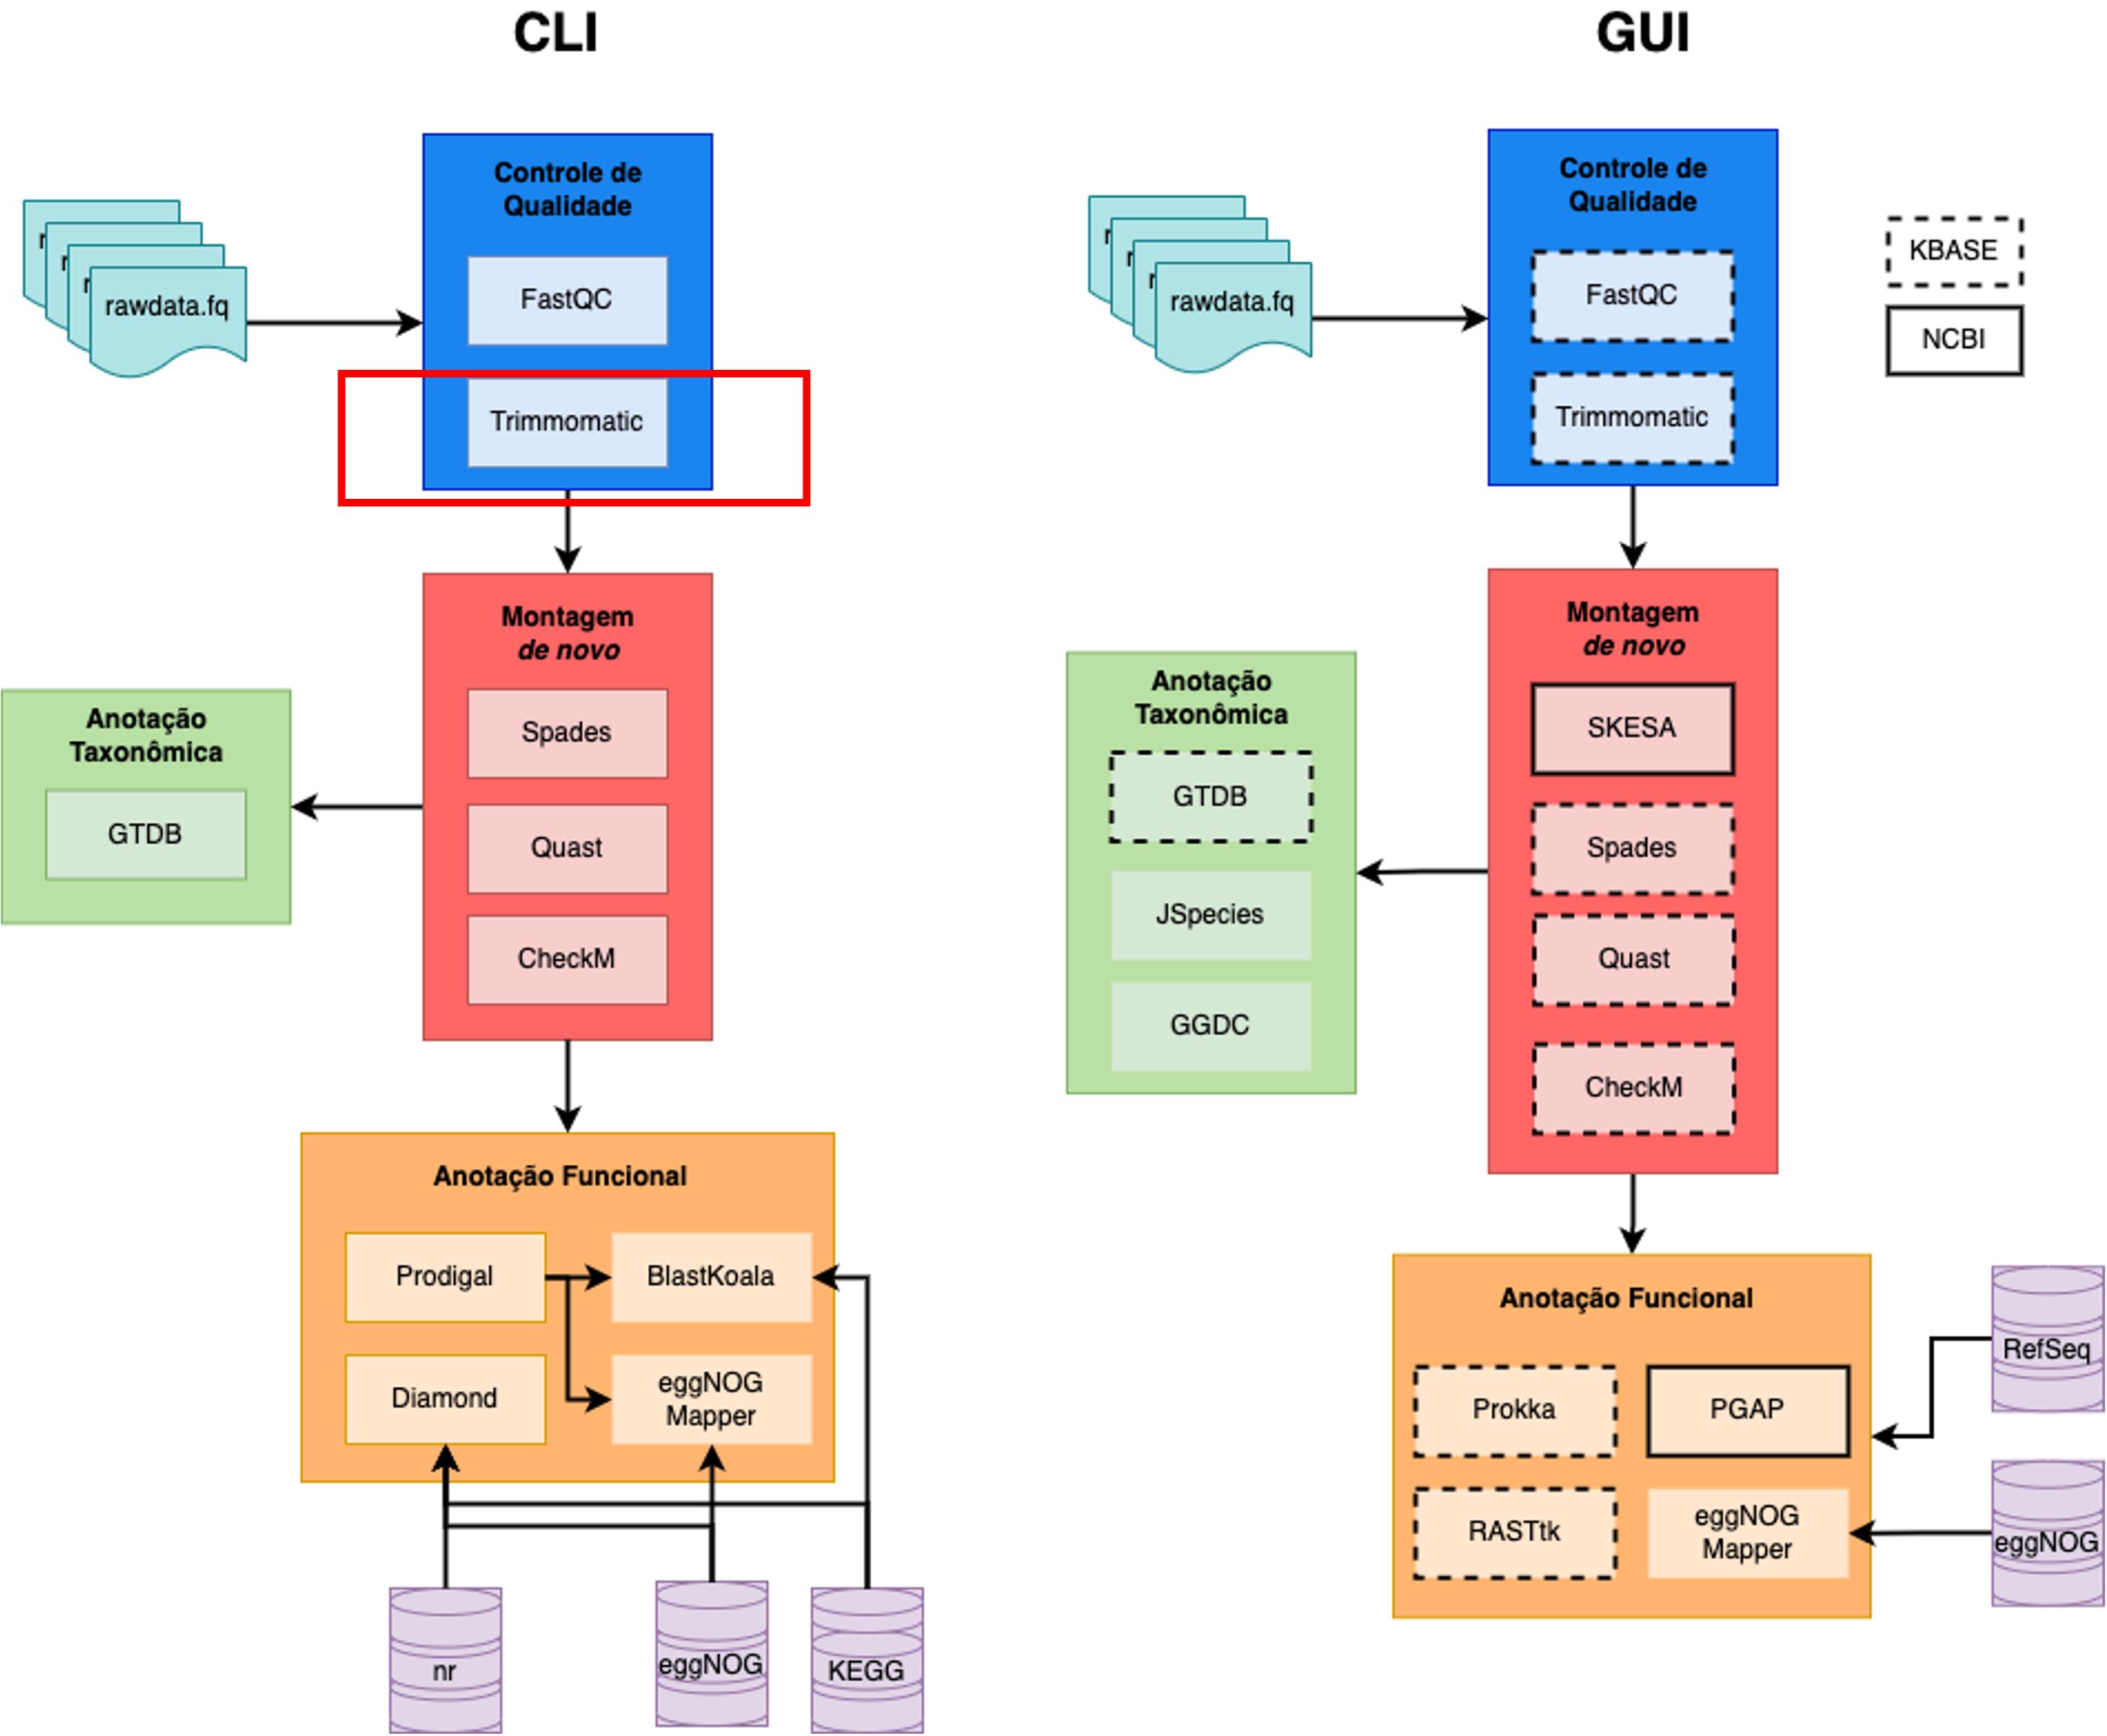 CLI
Controle de
Qualidade
r
r
r
rawdata.fq
FastQC
Trimmomatic
Montagem
de novo
Spades
Quast
CheckM
Anotação
Taxonômica
GTDB
Anotação Funcional
Prodigal
BlastKoala
Diamond
eggNOG
Mapper
nr
eggNOG
KEGG
GUI
Controle de
Qualidade
r
r
r
rawdata.fq
FastQC
Trimmomatic
KBASE
NCBI
Montagem
de novo
SKESA
Spades
Quast
CheckM
Anotação
Taxonômica
GTDB
JSpecies
GGDC
Anotação Funcional
Prokka
PGAP
RASTtk
eggNOG
Mapper
RefSeq
eggNOG